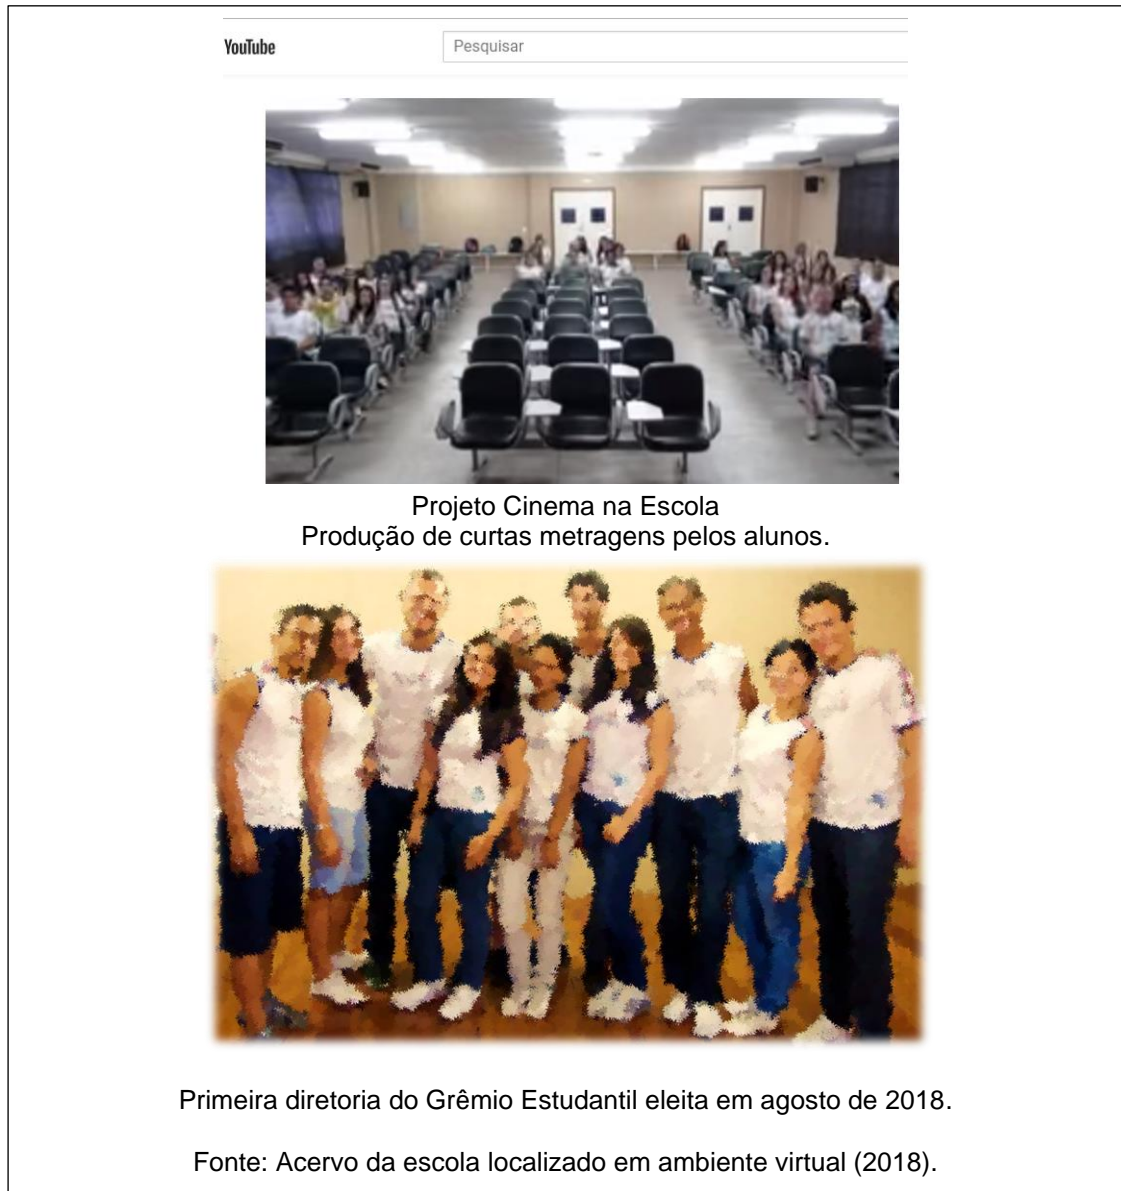 YouTube
Pesquisar
Projeto Cinema na Escola
Produção de curtas metragens pelos alunos.
Primeira diretoria do Grêmio Estudantil eleita em agosto de 2018.
Fonte: Acervo da escola localizado em ambiente virtual (2018).